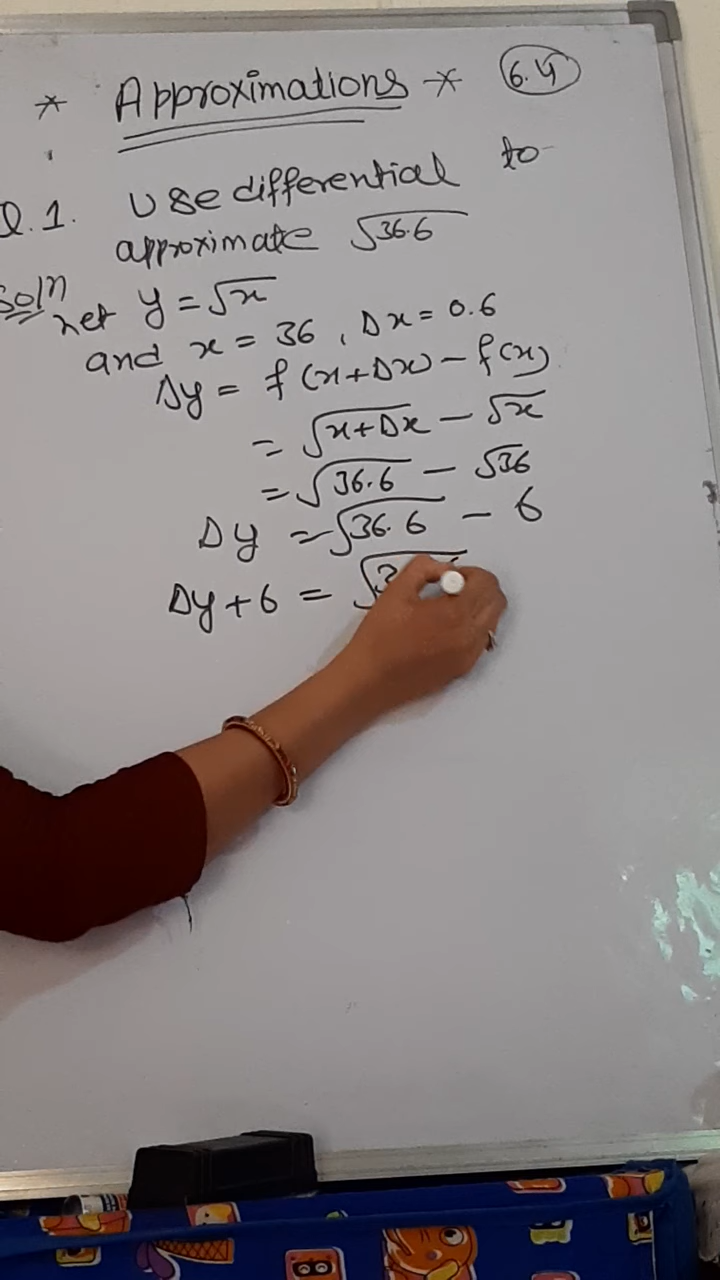 * Approximations * 6.4
Q.1. Use differential to
approximate √36.6
Soln
Let y = √x
and x = 36, Δx = 0.6
Δy = f(x+Δx) - f(x)
= √x+Δx - √x
= √36.6 - √36
Δy = √36.6 - 6
Δy + 6 = √3